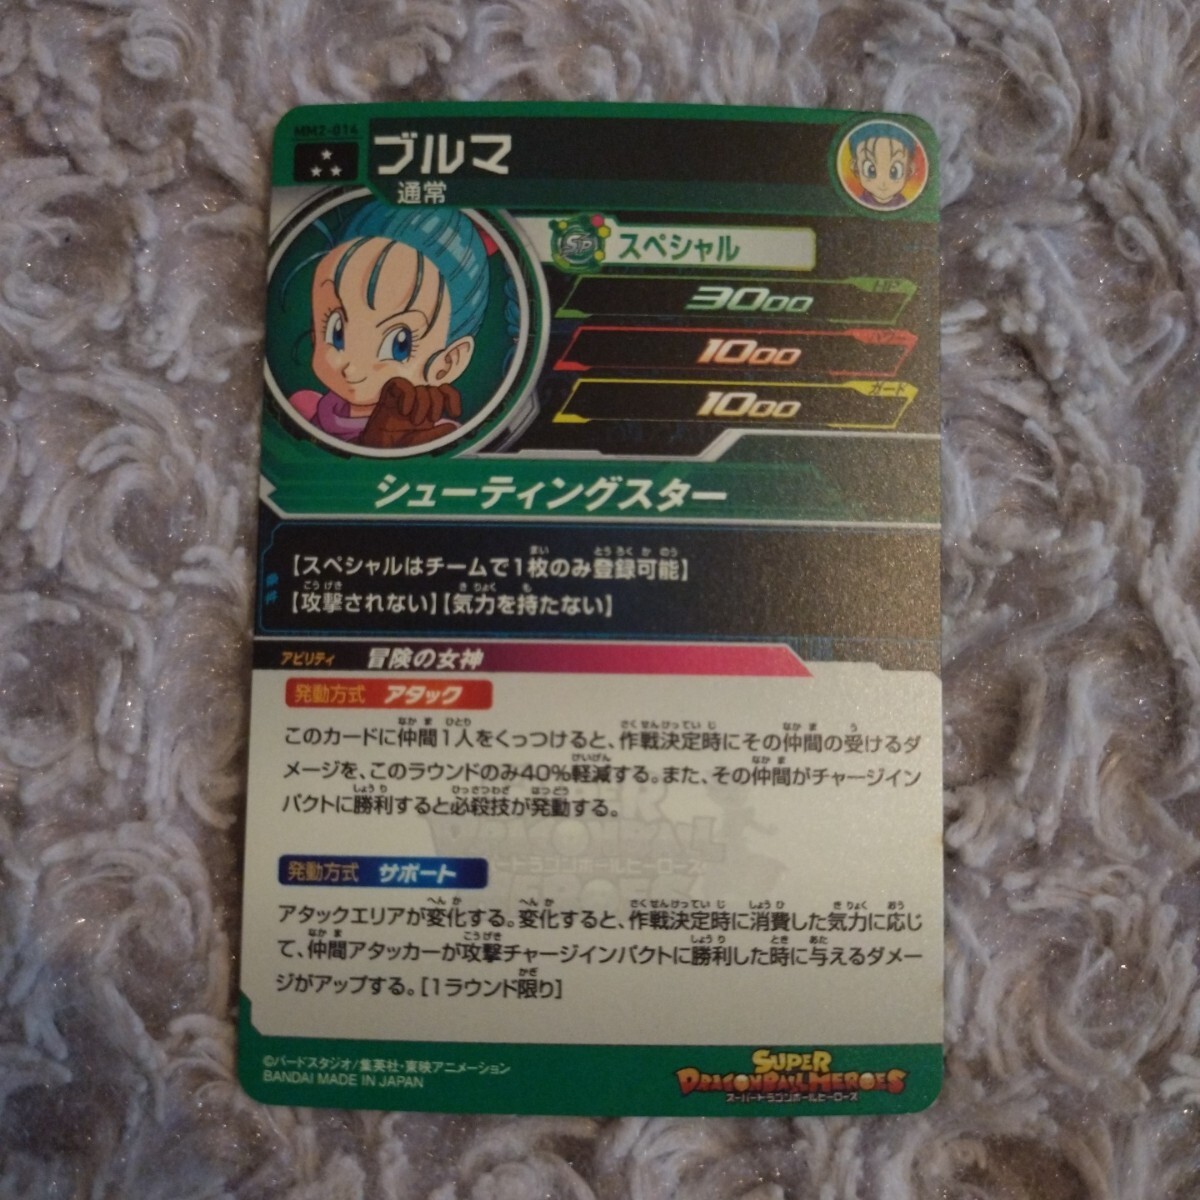 MM2-014
ブルマ
通常
スペシャル
3000
パワー
1000
ガード
1000
シューティングスター
【スペシャルはチームで1枚のみ登録可能】
【攻撃されない】【気力を持たない】
アビリティ 冒険の女神
発動方式 アタック
このカードに仲間1人をくっつけると、作戦決定時にその仲間の受けるダ
メージを、このラウンドのみ40%軽減する。また、その仲間がチャージイン
パクトに勝利すると必殺技が発動する。
発動方式 サポート
アタックエリアが変化する。変化すると、作戦決定時に消費した気力に応じ
て、仲間アタッカーが攻撃チャージインパクトに勝利した時に与えるダメー
ジがアップする。[1ラウンド限り]
©バードスタジオ/集英社・東映アニメーション
BANDAI MADE IN JAPAN
SUPER
DRAGONBALL HEROES
スーパードラゴンボールヒーローズ